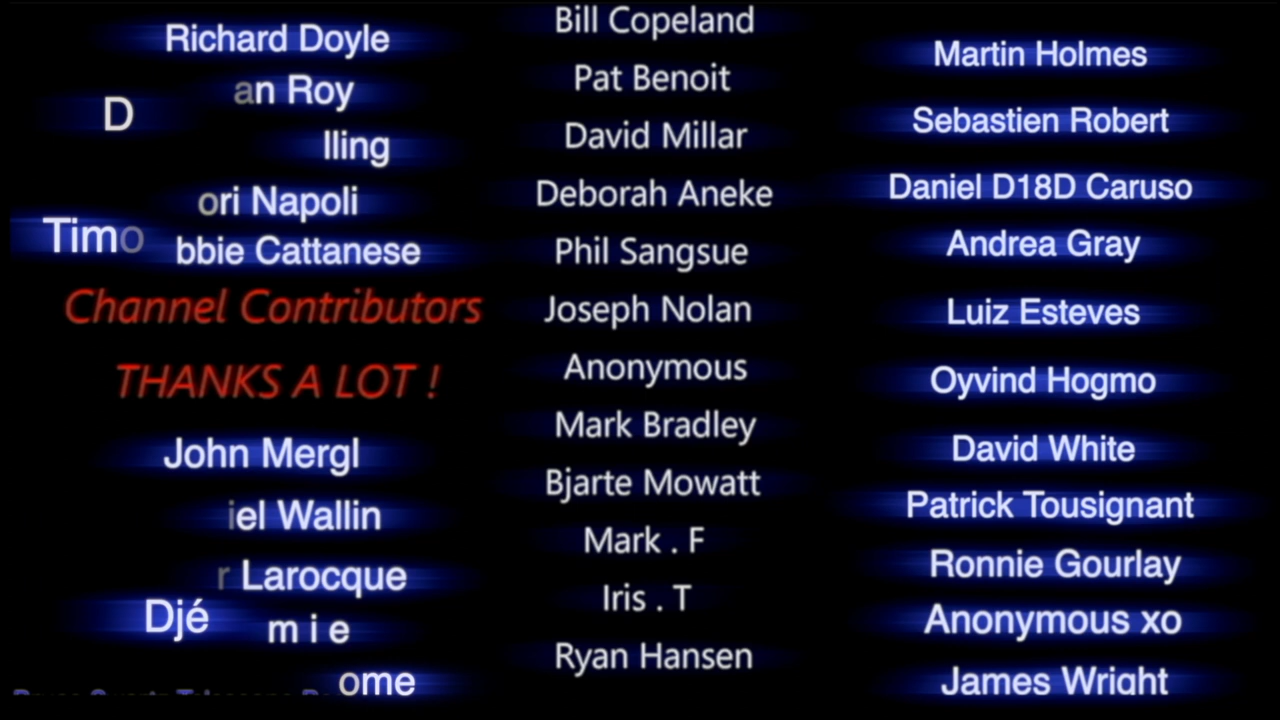 Richard Doyle
D
an Roy
lling
ori Napoli
Timo
bbie Cattanese
Channel Contributors
THANKS A LOT !
John Mergl
iel Wallin
r Larocque
Djé
m i e
ome
Bill Copeland
Pat Benoit
David Millar
Deborah Aneke
Phil Sangsue
Joseph Nolan
Anonymous
Mark Bradley
Bjarte Mowatt
Mark . F
Iris . T
Ryan Hansen
Martin Holmes
Sebastien Robert
Daniel D18D Caruso
Andrea Gray
Luiz Esteves
Oyvind Hogmo
David White
Patrick Tousignant
Ronnie Gourlay
Anonymous xo
James Wright